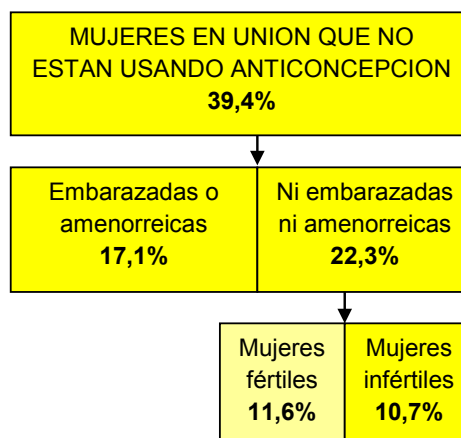 MUJERES EN UNION QUE NO
ESTAN USANDO ANTICONCEPCION
39,4%
Embarazadas o
amenorreicas
17,1%
Ni embarazadas
ni amenorreicas
22,3%
Mujeres
fértiles
11,6%
Mujeres
infértiles
10,7%